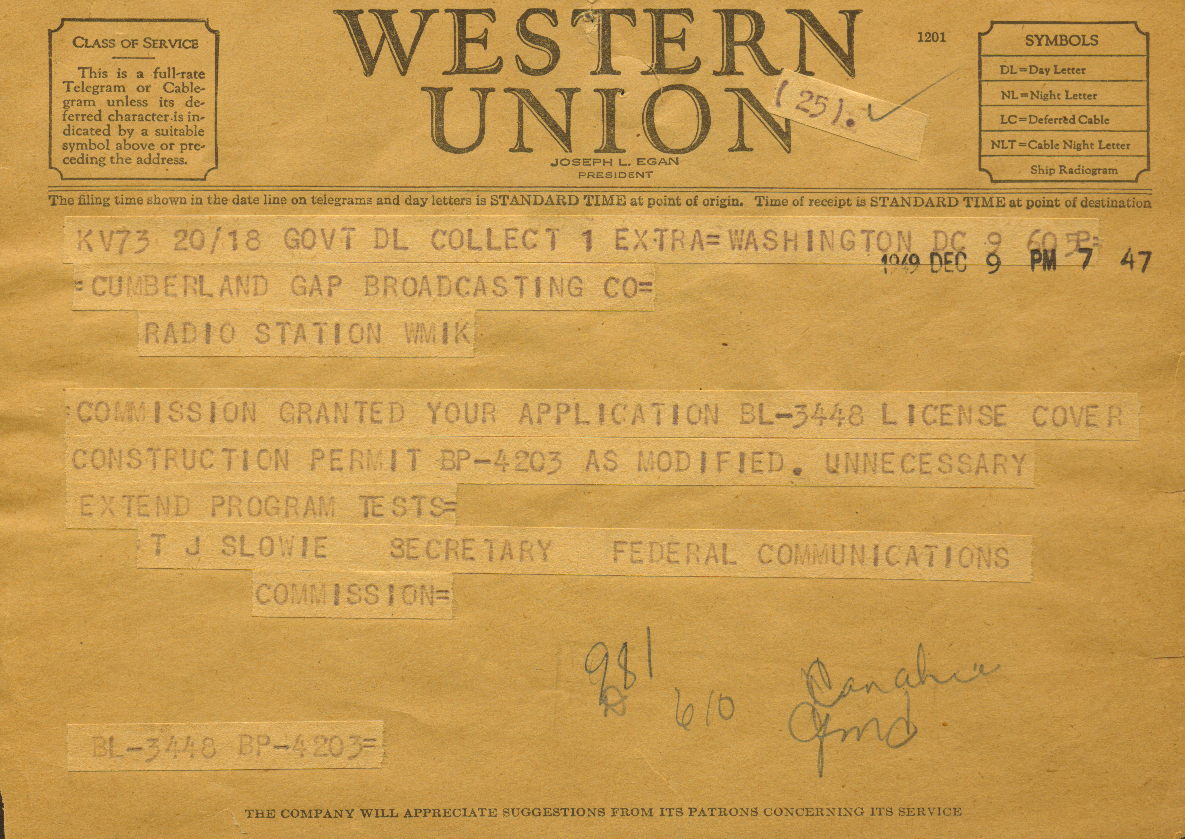 CLASS OF SERVICE
This is a full-rate
Telegram or Cable-
gram unless its de-
ferred character is in-
dicated by a suitable
symbol above or pre-
ceding the address.
WESTERN
UNION
1201
(25).
JOSEPH L. EGAN
PRESIDENT
SYMBOLS
DL=Day Letter
NL=Night Letter
LC=Deferred Cable
NLT=Cable Night Letter
Ship Radiogram
The filing time shown in the date line on telegrams and day letters is STANDARD TIME at point of origin. Time of receipt is STANDARD TIME at point of destination
KV73 20/18 GOVT DL COLLECT 1 EXTRA=WASHINGTON DC 9
1949 DEC 9 PM 7 47
=CUMBERLAND GAP BROADCASTING CO=
RADIO STATION WMIK
:COMMISSION GRANTED YOUR APPLICATION BL-3448 LICENSE COVER
CONSTRUCTION PERMIT BP-4203 AS MODIFIED. UNNECESSARY
EXTEND PROGRAM TESTS=
:T J SLOWIE SECRETARY FEDERAL COMMUNICATIONS
COMMISSION=
981
610
BL-3448 BP-4203=
THE COMPANY WILL APPRECIATE SUGGESTIONS FROM ITS PATRONS CONCERNING ITS SERVICE